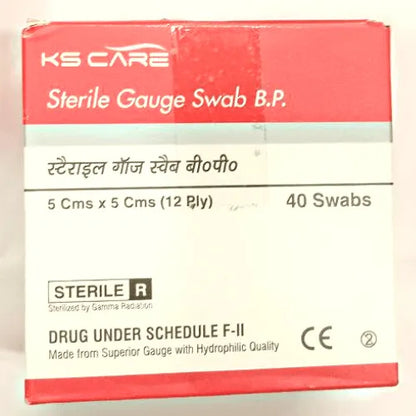 KS CARE
Sterile Gauge Swab B.P.
स्टैराइल गॉज स्वैब बी०पी०
5 Cms x 5 Cms (12 Ply) 40 Swabs
STERILE R
Sterilized by Gamma Radiation
DRUG UNDER SCHEDULE F-II
Made from Superior Gauge with Hydrophilic Quality
CE 2